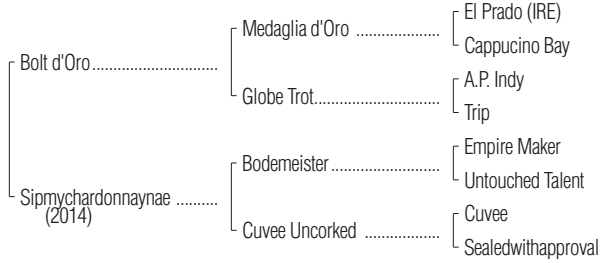 El Prado (IRE)
Medaglia d'Oro ....................
Cappucino Bay
Bolt d'Oro..............................
A.P. Indy
Globe Trot..............................
Trip
Empire Maker
Bodemeister..........................
Untouched Talent
Sipmychardonnaynae ..........
(2014)
Cuvee
Cuvee Uncorked ..................
Sealedwithapproval